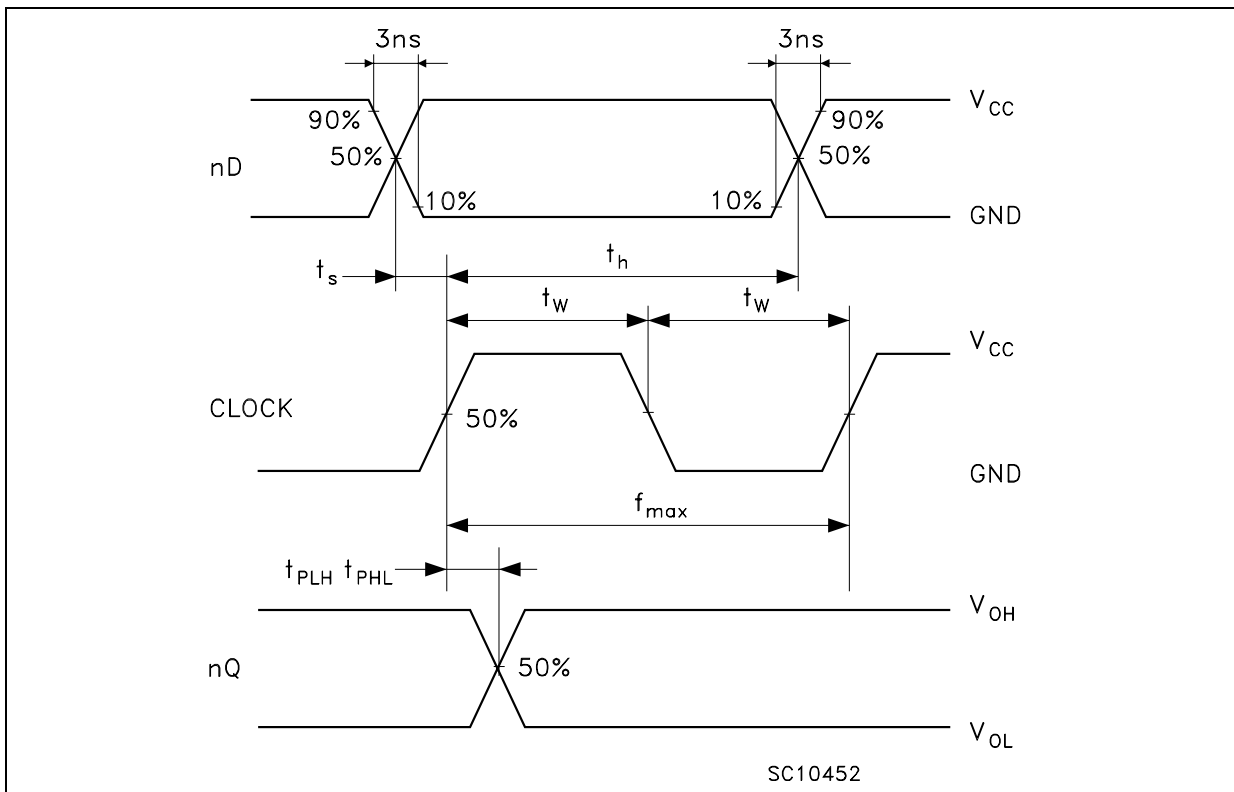 3ns 3ns
V_CC
90% 90%
50% 50%
nD
10% 10%
GND
t_s t_h
t_W t_W
V_CC
CLOCK 50%
GND
f_max
t_PLH t_PHL
V_OH
nQ 50%
V_OL
SC10452